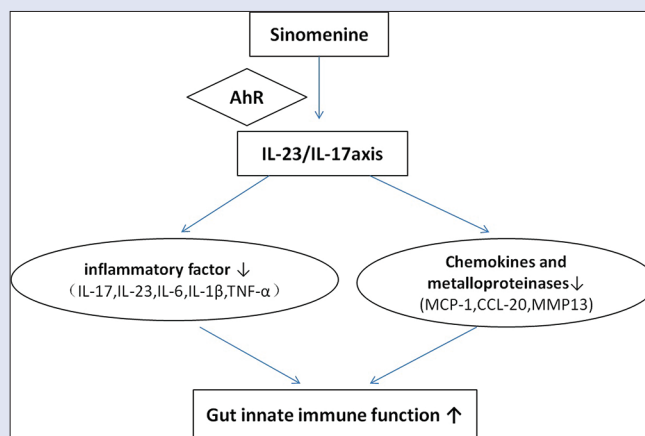 Sinomenine
AhR
IL-23/IL-17axis
inflammatory factor ↓
（IL-17,IL-23,IL-6,IL-1β,TNF-α）
Chemokines and
metalloproteinases↓
(MCP-1,CCL-20,MMP13)
Gut innate immune function ↑